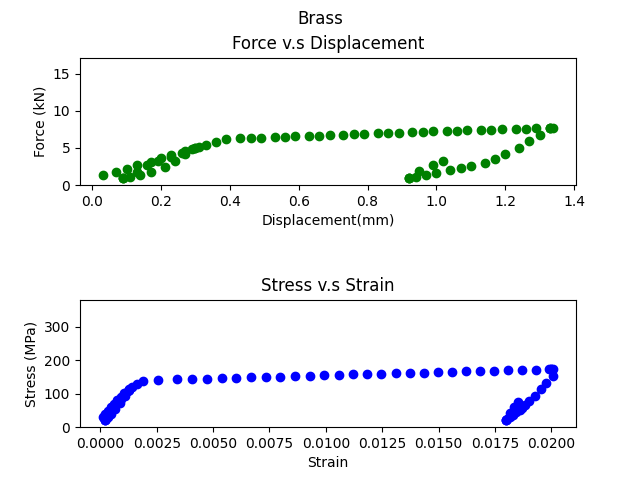 Brass
Force v.s Displacement
Force (kN)
15
10
5
0
0.0 0.2 0.4 0.6 0.8 1.0 1.2 1.4
Displacement(mm)
Stress v.s Strain
Stress (MPa)
300
200
100
0
0.0000 0.0025 0.0050 0.0075 0.0100 0.0125 0.0150 0.0175 0.0200
Strain